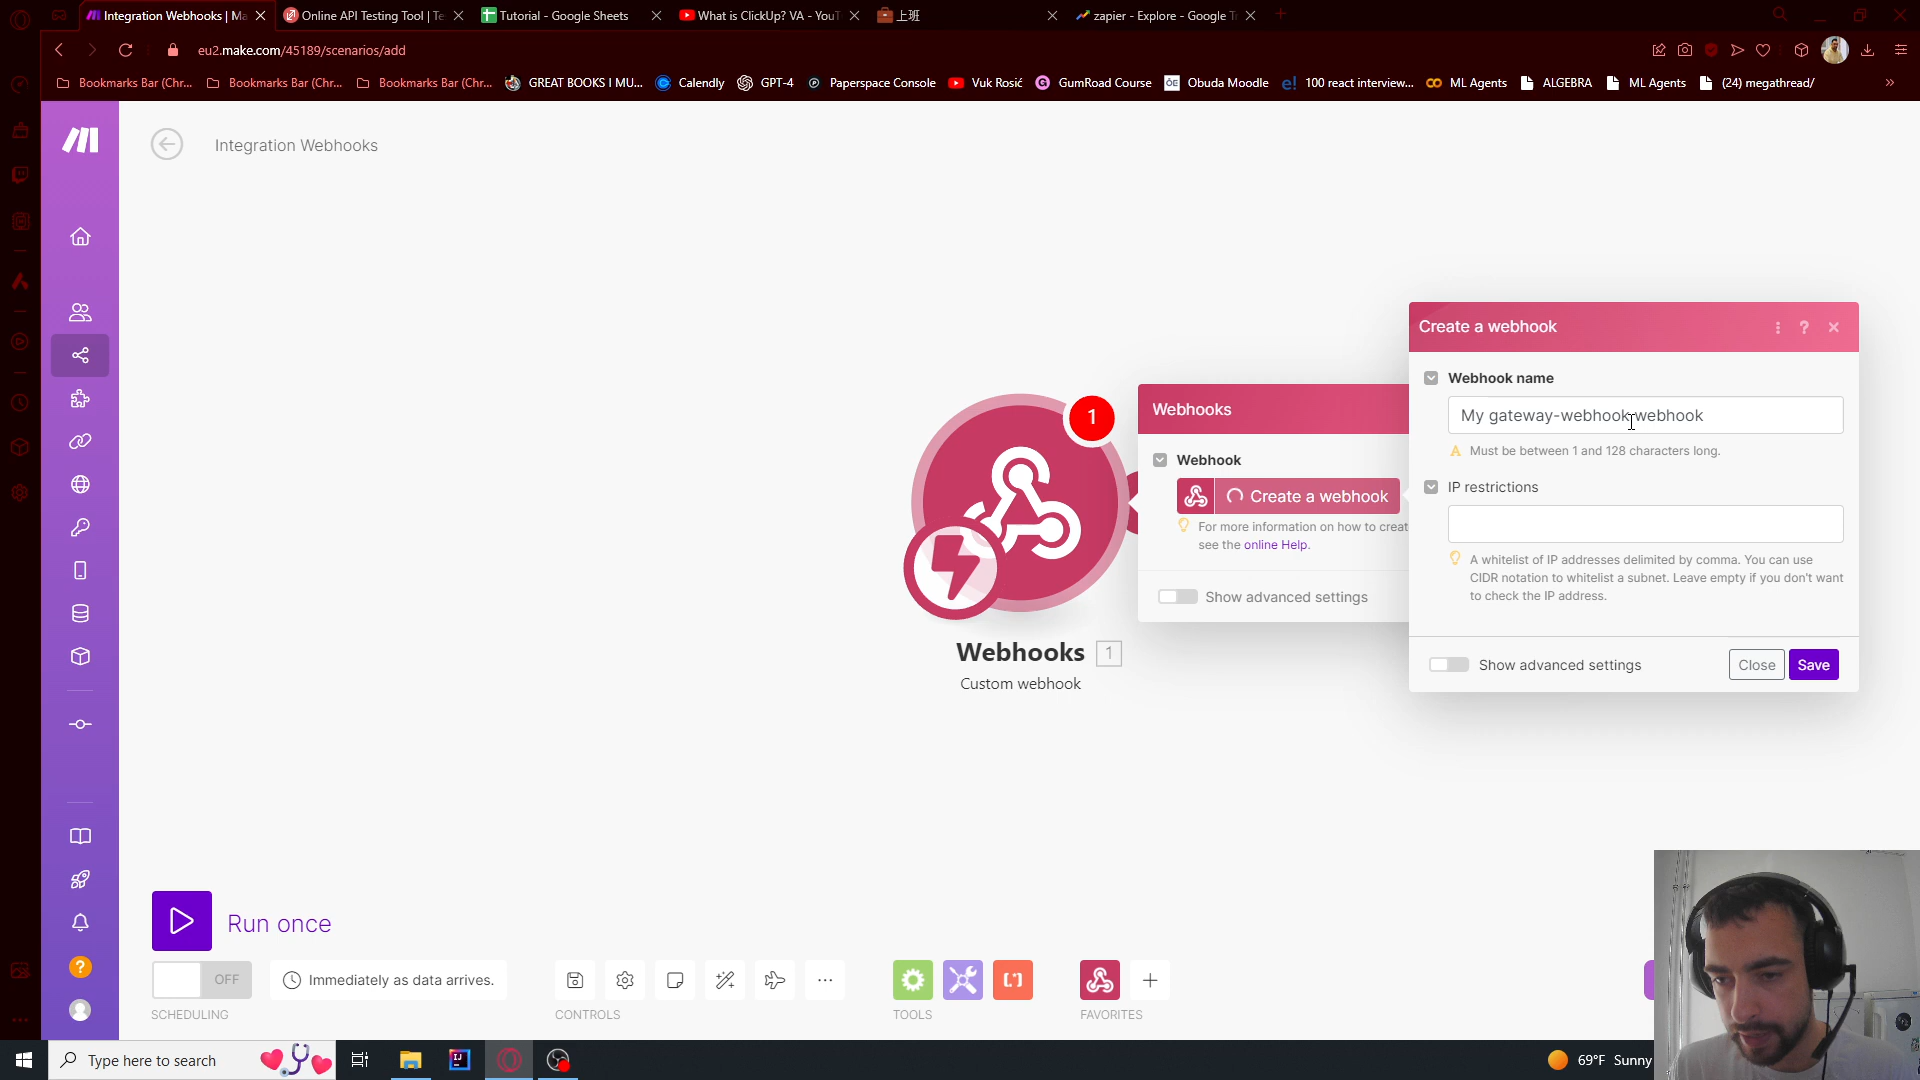 Integration Webhooks | Ma
Online API Testing Tool | Te
Tutorial - Google Sheets
What is ClickUp? VA - YouT
上班
zapier - Explore - Google T
eu2.make.com/45189/scenarios/add
Bookmarks Bar (Chr...
Bookmarks Bar (Chr...
Bookmarks Bar (Chr...
GREAT BOOKS I MU...
Calendly
GPT-4
Paperspace Console
Vuk Rosić
GumRoad Course
Obuda Moodle
100 react interview...
ML Agents
ALGEBRA
ML Agents
(24) megathread/
Integration Webhooks
Create a webhook
Webhook name
My gateway-webhook webhook
Must be between 1 and 128 characters long.
IP restrictions
A whitelist of IP addresses delimited by comma. You can use
CIDR notation to whitelist a subnet. Leave empty if you don't want
to check the IP address.
Show advanced settings
Close
Save
1
Webhooks
Webhook
Create a webhook
For more information on how to creat
see the online Help.
Show advanced settings
Webhooks 1
Custom webhook
Run once
OFF
Immediately as data arrives.
SCHEDULING
CONTROLS
TOOLS
FAVORITES
Type here to search
69°F Sunny